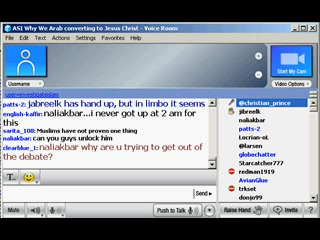 ASI Why We Arab converting to Jesus Christ - Voice Room
File Text Actions Settings Favorites Help
Username
Start My Cam
Video Options
userwinvestigateislam
patts-2: jabreelk has hand up, but in limbo it seems
english-kaffir: naliakbar...i never got up at 2 am for
this
sarita_108: Muslims have not proven one thing
naliakbar: can you guys unlock him
clearblue_1: naliakbar why are u trying to get out of
the debate?
@christian_prince
jibreelk
naliakbar
patts-2
Locrian-oL
@larsen
globechatter
5tarcatcher777
redman1919
AvianGlue
trkset
donjo99
T...
Send
Mute
Push to Talk
Raise Hand
Invite
?